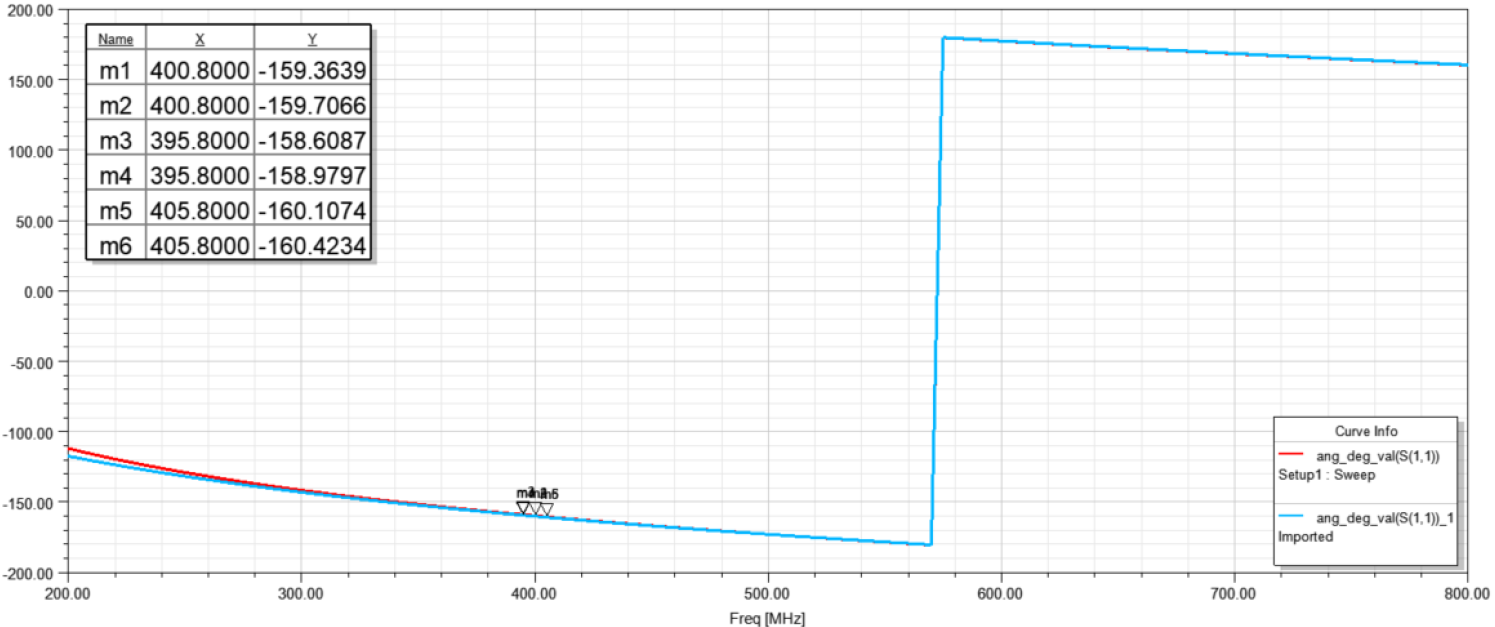 200.00
150.00
100.00
50.00
0.00
-50.00
-100.00
-150.00
-200.00
Name X Y
m1 400.8000 -159.3639
m2 400.8000 -159.7066
m3 395.8000 -158.6087
m4 395.8000 -158.9797
m5 405.8000 -160.1074
m6 405.8000 -160.4234
Curve Info
ang_deg_val(S(1,1))
Setup1 : Sweep
ang_deg_val(S(1,1))_1
Imported
200.00 300.00 400.00 500.00 600.00 700.00 800.00
Freq [MHz]